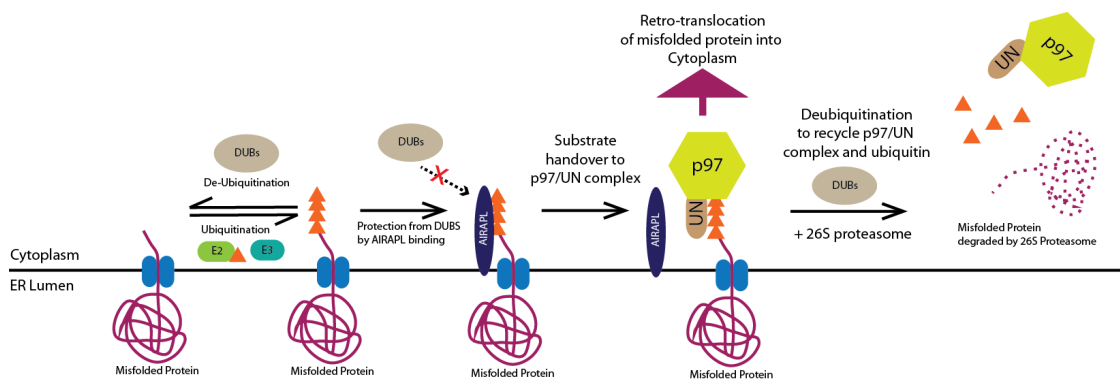 Retro-translocation
of misfolded protein into
Cytoplasm
UN
p97
DUBs
De-Ubiquitination
Ubiquitination
E2
E3
DUBs
X
Protection from DUBS
by AIRAPL binding
AIRAPL
Substrate
handover to
p97/UN complex
AIRAPL
p97
UN
Deubiquitination
to recycle p97/UN
complex and ubiquitin
DUBs
+ 26S proteasome
Misfolded Protein
degraded by 26S Proteasome
Cytoplasm
ER Lumen
Misfolded Protein
Misfolded Protein
Misfolded Protein
Misfolded Protein